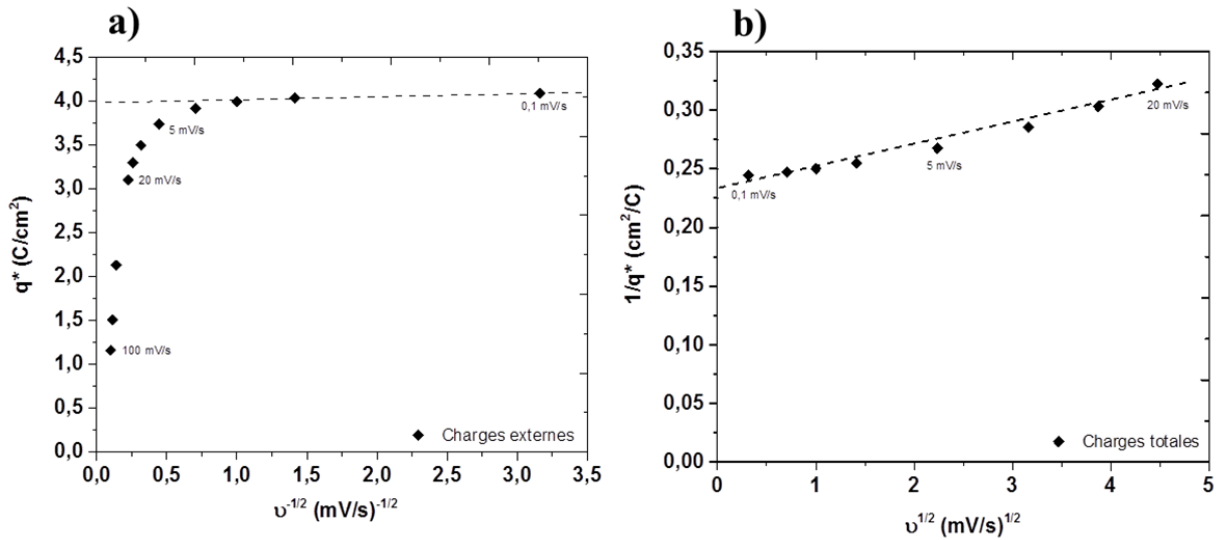 a)
4,5
4,0
3,5
3,0
2,5
2,0
1,5
1,0
0,5
0,0
q* (C/cm²)
0,1 mV/s
5 mV/s
20 mV/s
100 mV/s
Charges externes
0,0 0,5 1,0 1,5 2,0 2,5 3,0 3,5
υ-1/2 (mV/s)-1/2
b)
0,35
0,30
0,25
0,20
0,15
0,10
0,05
0,00
1/q* (cm²/C)
20 mV/s
5 mV/s
0,1 mV/s
Charges totales
0 1 2 3 4 5
υ1/2 (mV/s)1/2